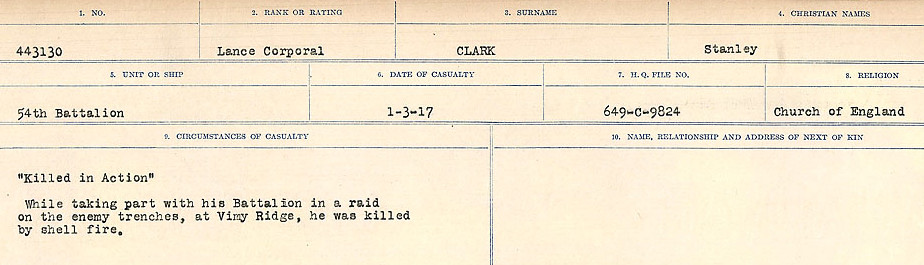 1. NO. 2. RANK OR RATING 3. SURNAME 4. CHRISTIAN NAMES
443130 Lance Corporal CLARK Stanley
5. UNIT OR SHIP 6. DATE OF CASUALTY 7. H.Q. FILE NO. 8. RELIGION
54th Battalion 1-3-17 649-C-9824 Church of England
9. CIRCUMSTANCES OF CASUALTY 10. NAME, RELATIONSHIP AND ADDRESS OF NEXT OF KIN
"Killed in Action"
While taking part with his Battalion in a raid
on the enemy trenches, at Vimy Ridge, he was killed
by shell fire.